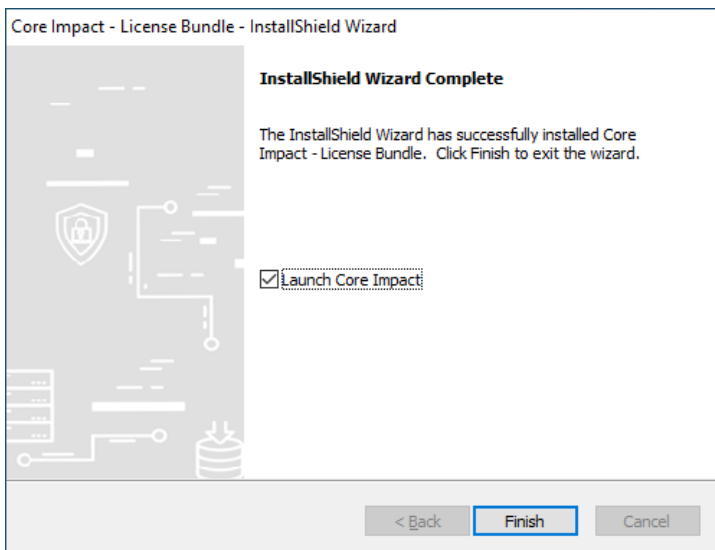 Core Impact - License Bundle - InstallShield Wizard
InstallShield Wizard Complete
The InstallShield Wizard has successfully installed Core
Impact - License Bundle. Click Finish to exit the wizard.
Launch Core Impact
< Back
Finish
Cancel